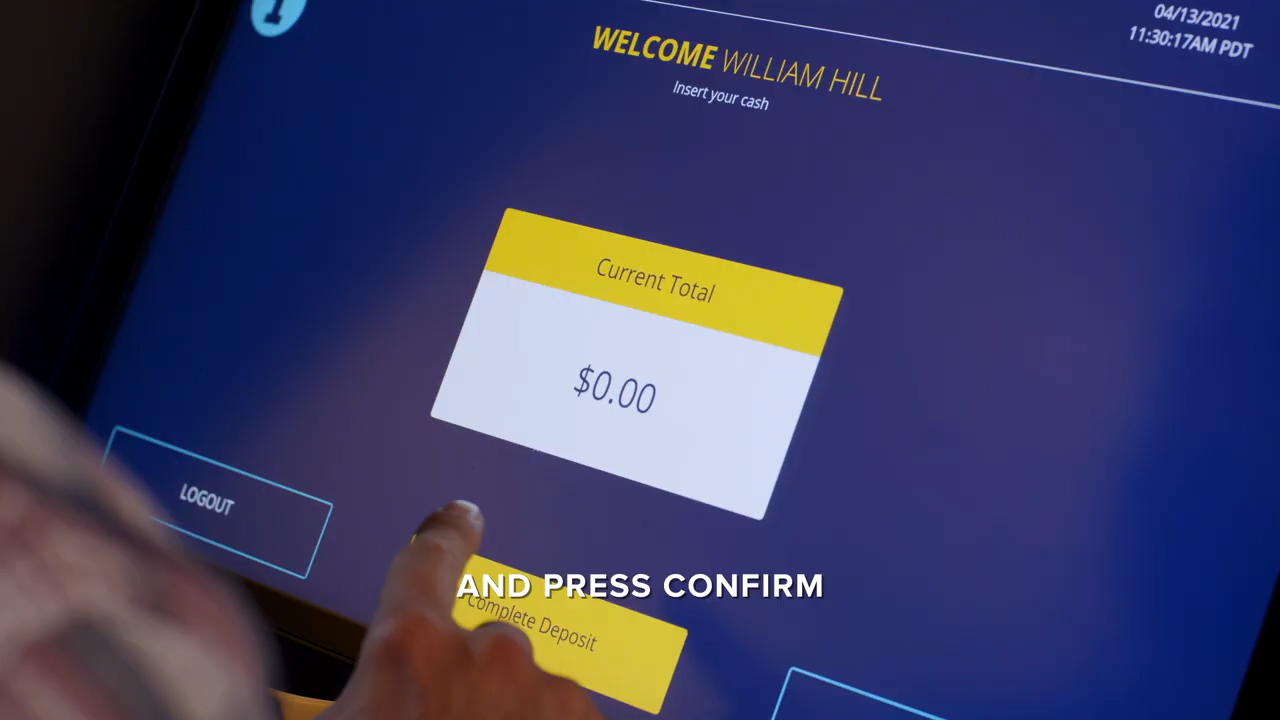 04/13/2021
11:30:17AM PDT
WELCOME WILLIAM HILL
Insert your cash
Current Total
$0.00
LOGOUT
AND PRESS CONFIRM
Complete Deposit